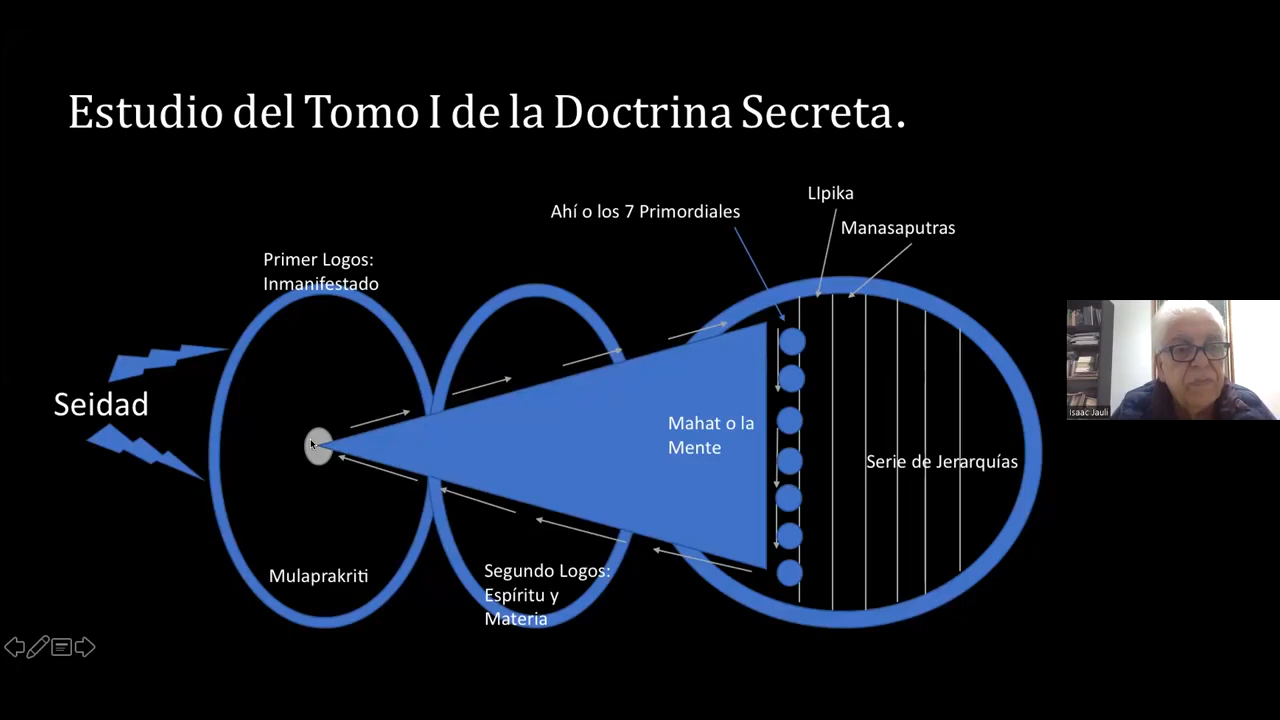 Estudio del Tomo I de la Doctrina Secreta.
LIpika
Ahí o los 7 Primordiales
Manasaputras
Primer Logos:
Inmanifestado
Seidad
Mahat o la
Mente
Serie de Jerarquías
Mulaprakriti
Segundo Logos:
Espíritu y
Materia
Isaac Jauli